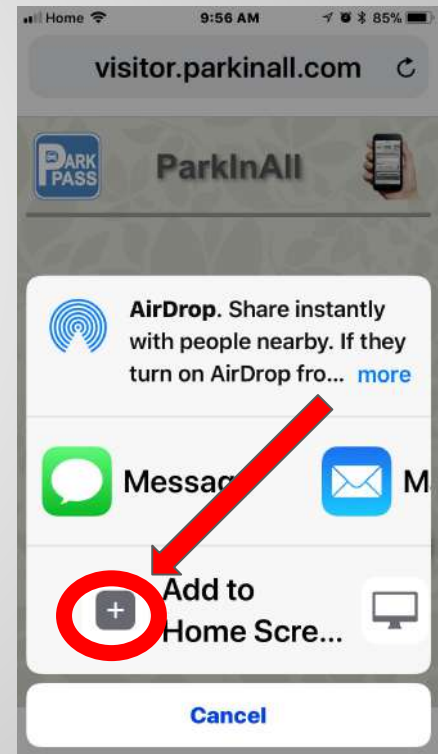 Home 9:56 AM 85%
visitor.parkinall.com
PARK
PASS
ParkInAll
AirDrop. Share instantly
with people nearby. If they
turn on AirDrop fro... more
Messag M
Add to
Home Scre...
Cancel